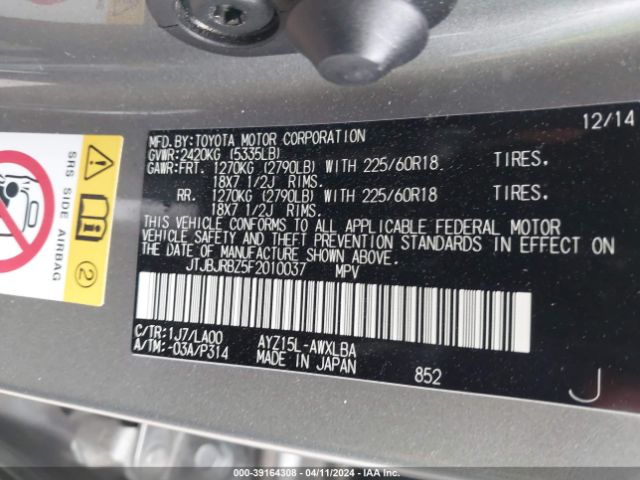 12/14
MFD.BY:TOYOTA MOTOR CORPORATION
GVWR:2420KG (5335LB)
GAWR:FRT. 1270KG (2790LB) WITH 225/60R18 TIRES.
18X7 1/2J RIMS.
RR. 1270KG (2790LB) WITH 225/60R18 TIRES.
18X7 1/2J RIMS.
THIS VEHICLE CONFORMS TO ALL APPLICABLE FEDERAL MOTOR
VEHICLE SAFETY AND THEFT PREVENTION STANDARDS IN EFFECT ON
THE DATE OF MANUFACTURE SHOWN ABOVE.
JTJBJRBZ5F2010037 MPV
C/TR:1J7/LA00 AYZ15L-AWXLBA
A/TM:-03A/P314 MADE IN JAPAN
852
J
SRS SIDE AIRBAG
2
000-39164308 - 04/11/2024 - IAA Inc.